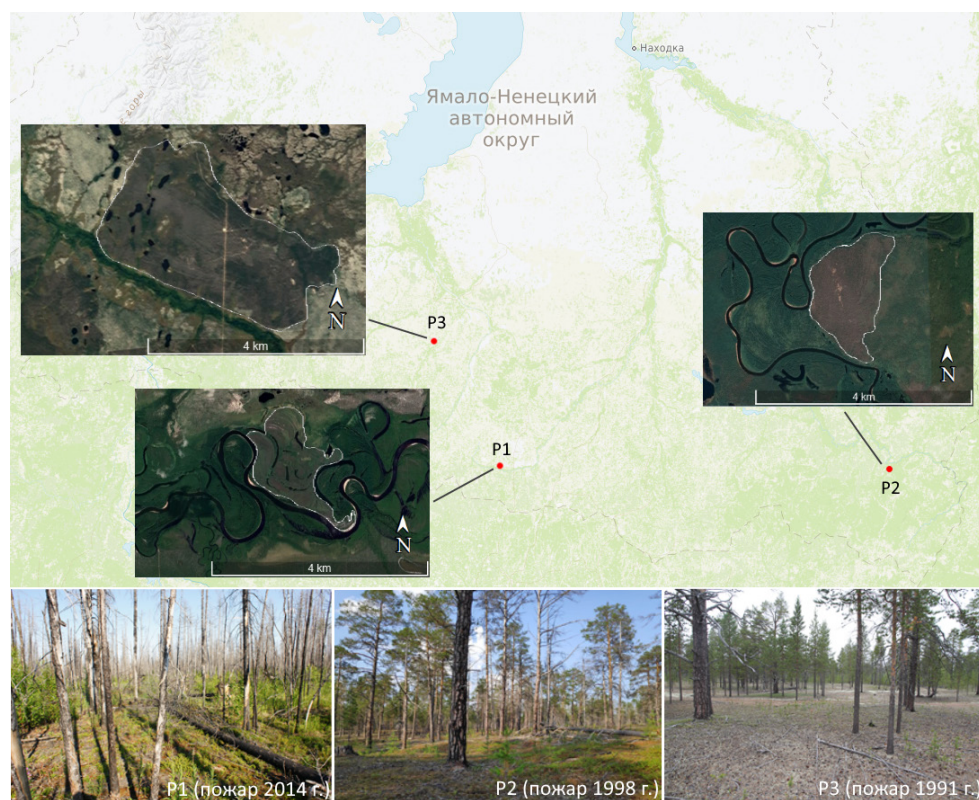 Находка
Ямало-Ненецкий
автономный
округ
N
4 km
P3
N
4 km
P1
N
4 km
P2
P1 (пожар 2014 г.)
P2 (пожар 1998 г.)
P3 (пожар 1991 г.)